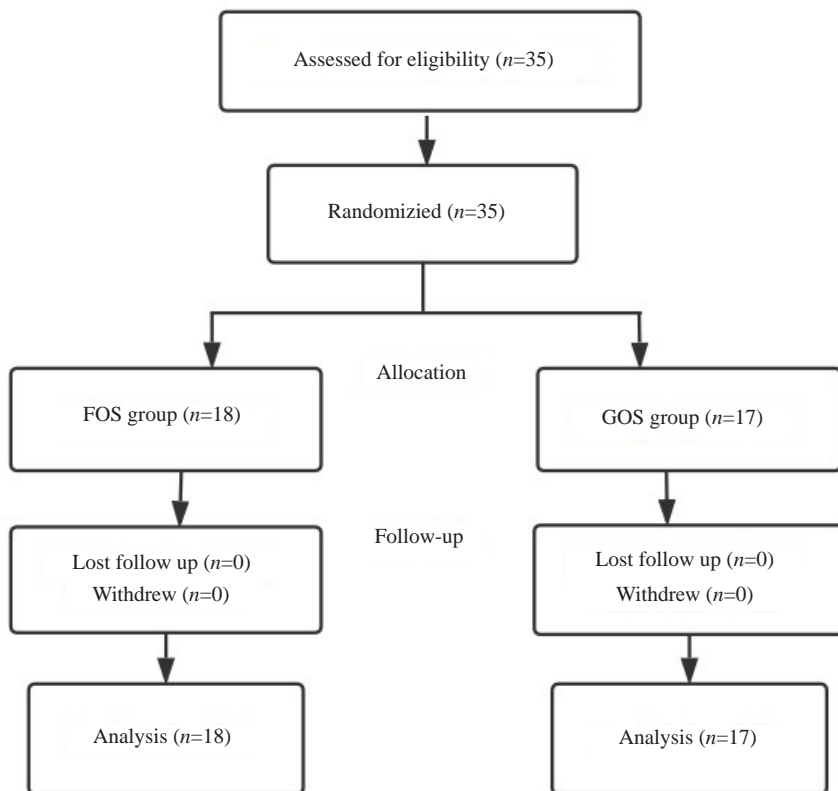 Assessed for eligibility (n=35)
Randomizied (n=35)
Allocation
FOS group (n=18)
GOS group (n=17)
Follow-up
Lost follow up (n=0)
Withdrew (n=0)
Lost follow up (n=0)
Withdrew (n=0)
Analysis (n=18)
Analysis (n=17)